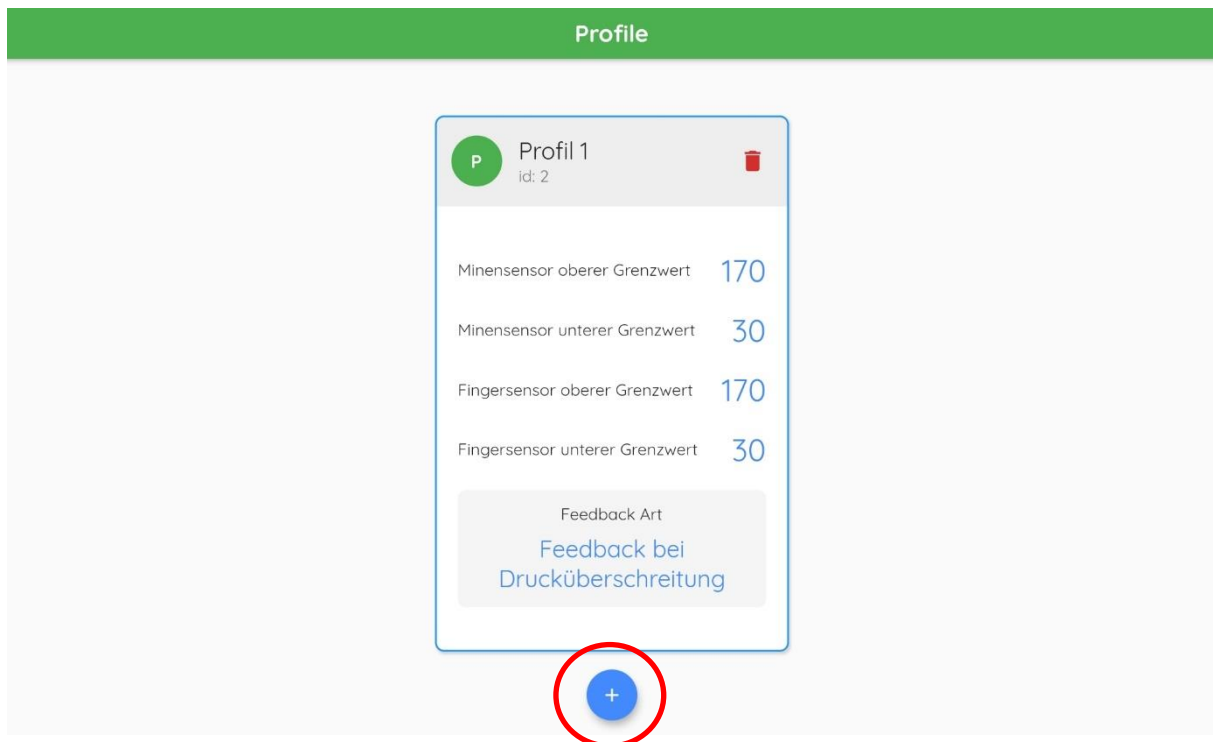 Profile
P
Profil 1
id: 2
Minensensor oberer Grenzwert 170
Minensensor unterer Grenzwert 30
Fingersensor oberer Grenzwert 170
Fingersensor unterer Grenzwert 30
Feedback Art
Feedback bei
Drucküberschreitung
+